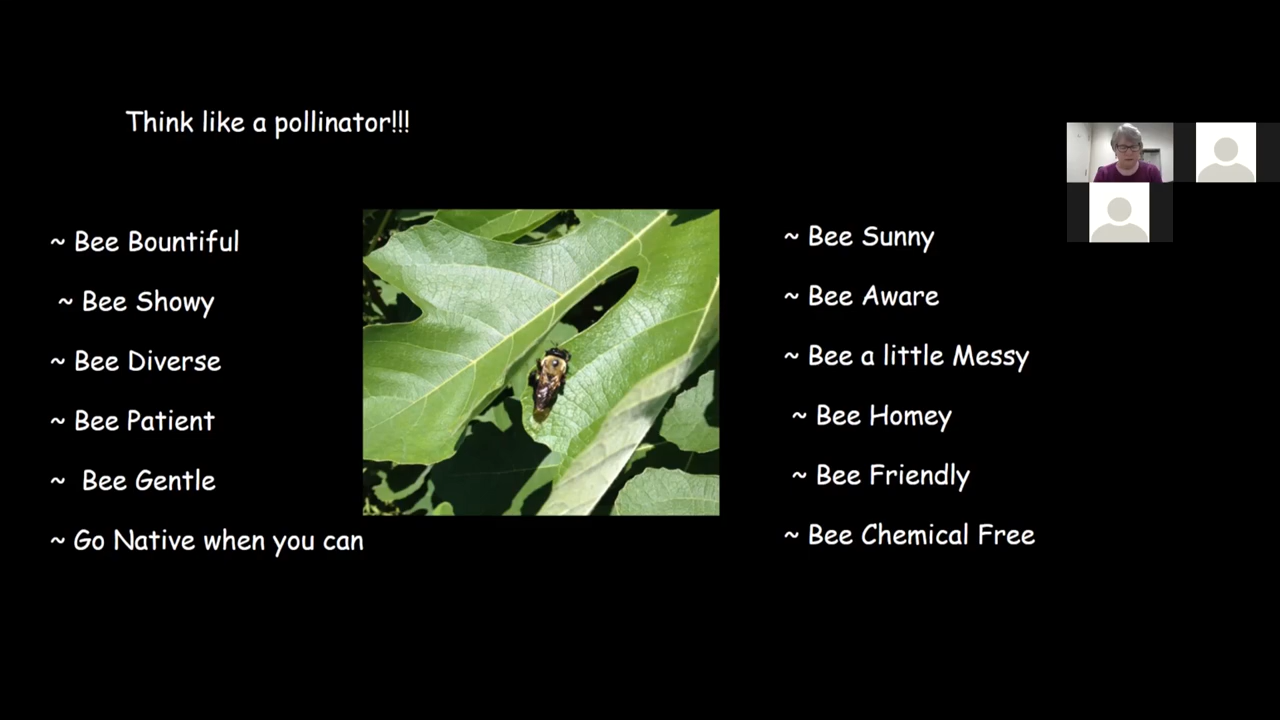 Think like a pollinator!!!
~ Bee Bountiful
~ Bee Showy
~ Bee Diverse
~ Bee Patient
~ Bee Gentle
~ Go Native when you can
~ Bee Sunny
~ Bee Aware
~ Bee a little Messy
~ Bee Homey
~ Bee Friendly
~ Bee Chemical Free